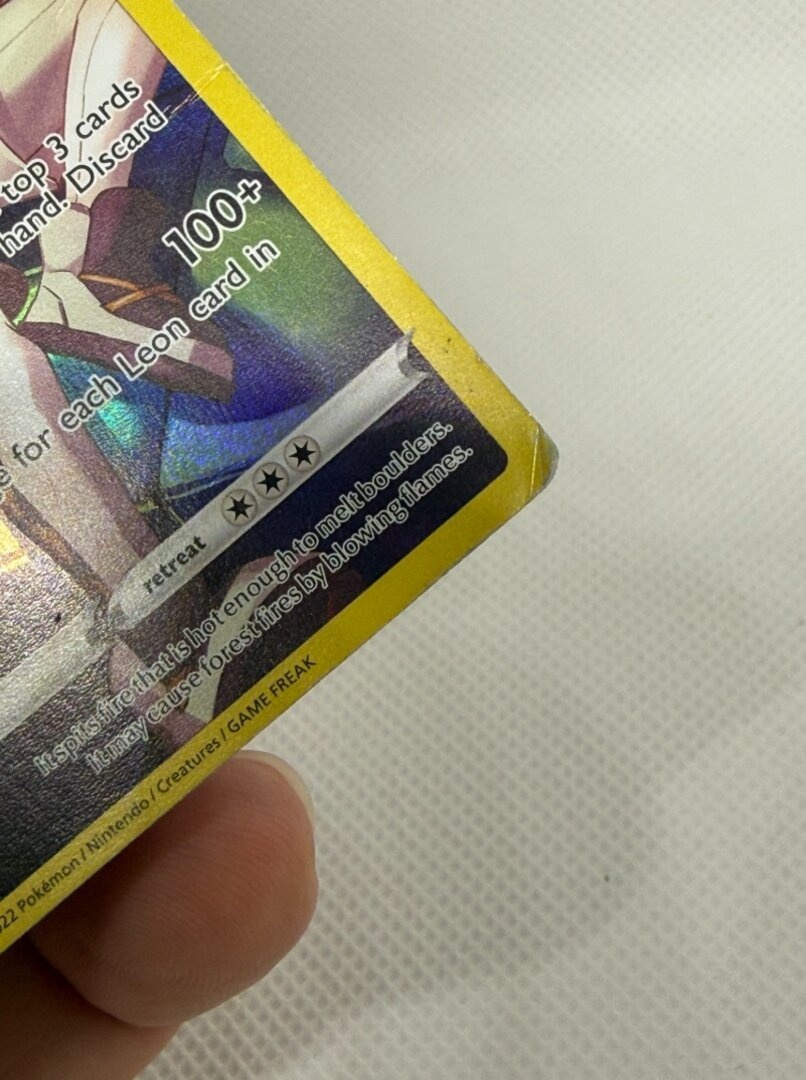 top 3 cards
hand. Discard
100+
for each Leon card in
retreat
It spits fire that is hot enough to melt boulders.
It may cause forest fires by blowing flames.
Pokémon / Nintendo / Creatures / GAME FREAK